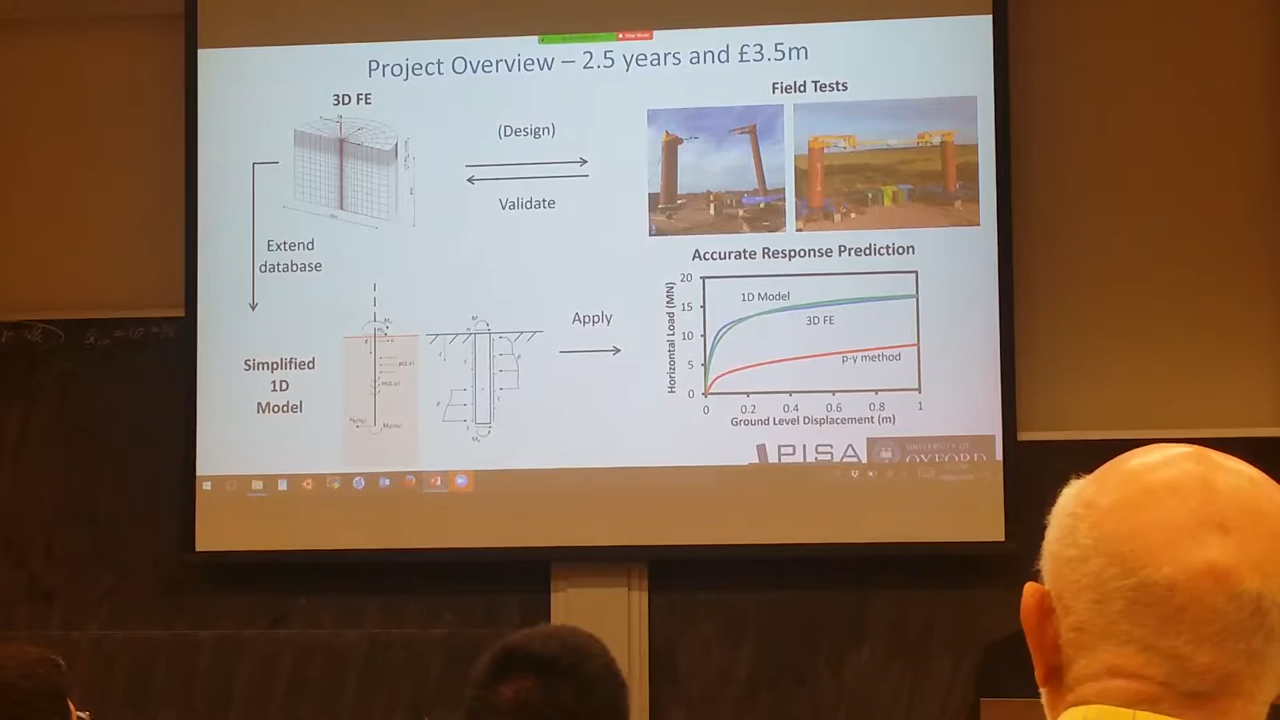 Project Overview – 2.5 years and £3.5m
3D FE
(Design)
Validate
Field Tests
Extend
database
Simplified
1D
Model
Apply
Accurate Response Prediction
Horizontal Load (MN)
20
15
10
5
0
1D Model
3D FE
p-y method
0 0.2 0.4 0.6 0.8 1
Ground Level Displacement (m)
PISA
UNIVERSITY OF
OXFORD